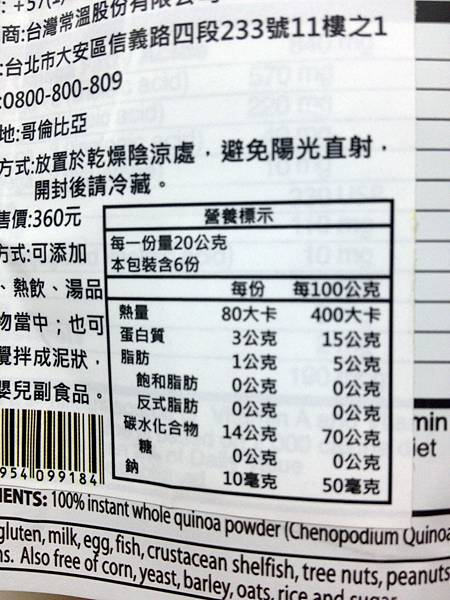 商:台灣常溫股份有限
:台北市大安區信義路四段233號11樓之1
:0800-800-809
地:哥倫比亞
方式:放置於乾燥陰涼處，避免陽光直射，
開封後請冷藏。
售價:360元
方式:可添加
、熱飲、湯品
物當中；也可
攪拌成泥狀，
嬰兒副食品。
營養標示
每一份量20公克
本包裝含6份
每份 每100公克
熱量 80大卡 400大卡
蛋白質 3公克 15公克
脂肪 1公克 5公克
飽和脂肪 0公克 0公克
反式脂肪 0公克 0公克
碳水化合物 14公克 70公克
糖 0公克 0公克
鈉 10毫克 50毫克
954 099184
min
diet
IENTS: 100% instant whole quinoa powder (Chenopodium Quinoa
gluten, milk, egg, fish, crustacean shellfish, tree nuts, peanuts
ns. Also free of corn, yeast, barley, oats, rice and sugar